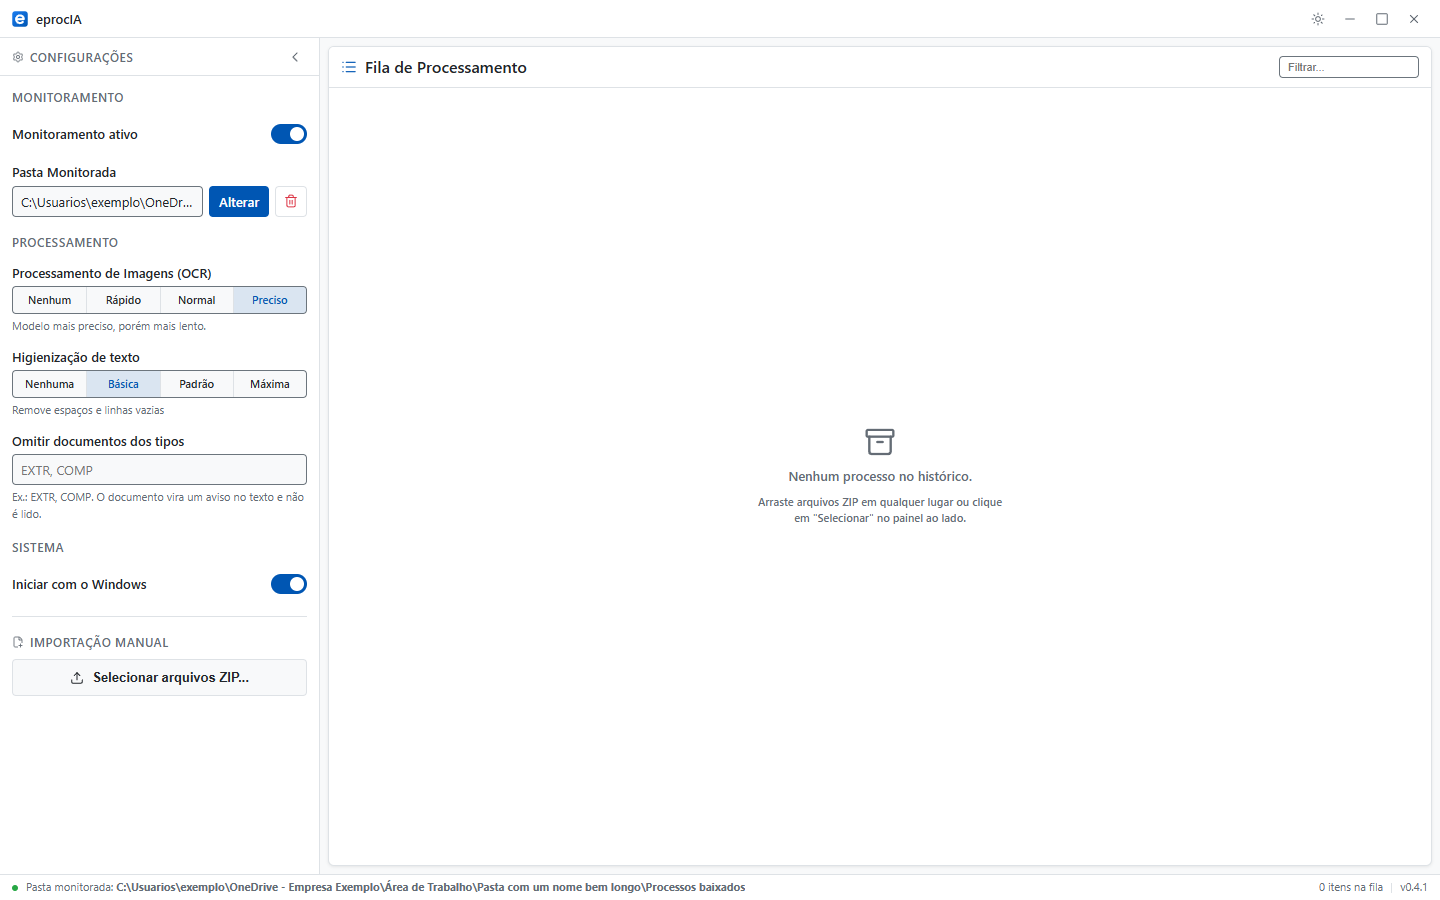 eprocIA
CONFIGURAÇÕES
MONITORAMENTO
Monitoramento ativo
Pasta Monitorada
C:\Usuarios\exemplo\OneDr...
Alterar
PROCESSAMENTO
Processamento de Imagens (OCR)
Nenhum Rápido Normal Preciso
Modelo mais preciso, porém mais lento.
Higienização de texto
Nenhuma Básica Padrão Máxima
Remove espaços e linhas vazias
Omitir documentos dos tipos
EXTR, COMP
Ex.: EXTR, COMP. O documento vira um aviso no texto e não
é lido.
SISTEMA
Iniciar com o Windows
IMPORTAÇÃO MANUAL
Selecionar arquivos ZIP...
Fila de Processamento
Filtrar...
Nenhum processo no histórico.
Arraste arquivos ZIP em qualquer lugar ou clique
em "Selecionar" no painel ao lado.
Pasta monitorada: C:\Usuarios\exemplo\OneDrive - Empresa Exemplo\Área de Trabalho\Pasta com um nome bem longo\Processos baixados
0 itens na fila
v0.4.1